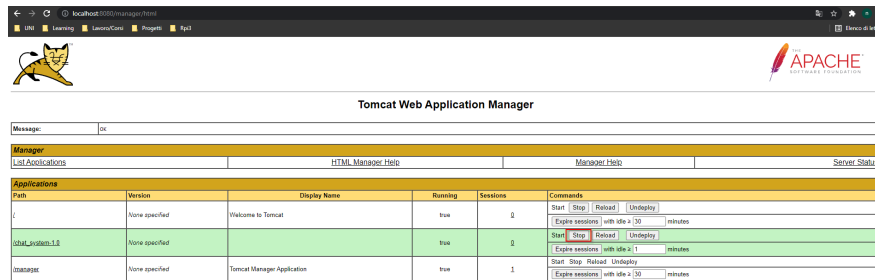 localhost:8080/manager/html
UNI Learning Lavoro/Corsi Progetti Rpi3 Elenco di let
THE
APACHE
SOFTWARE FOUNDATION
Tomcat Web Application Manager
Message: OK
Manager
List Applications HTML Manager Help Manager Help Server Statu
Applications
Path Version Display Name Running Sessions Commands
/ None specified Welcome to Tomcat true 0 Start Stop Reload Undeploy
Expire sessions with idle ≥ 30 minutes
/chat_system-1.0 None specified true 0 Start Stop Reload Undeploy
Expire sessions with idle ≥ 1 minutes
/manager None specified Tomcat Manager Application true 1 Start Stop Reload Undeploy
Expire sessions with idle ≥ 30 minutes